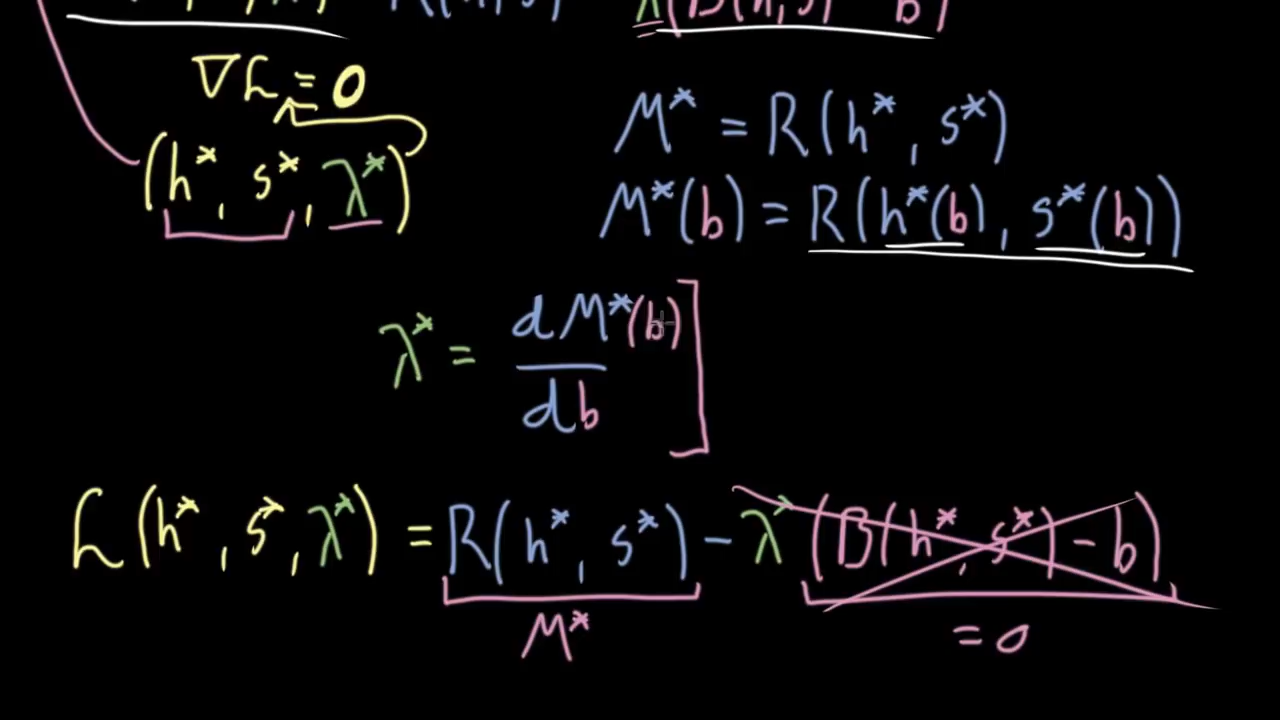 ∇ℒ = 0
(h*, s*, λ*)
M* = R(h*, s*)
M*(b) = R(h*(b), s*(b))
λ* = dM*(b) / db
ℒ(h*, s*, λ*) = R(h*, s*) - λ*(B(h*, s*) - b)
M*
= 0